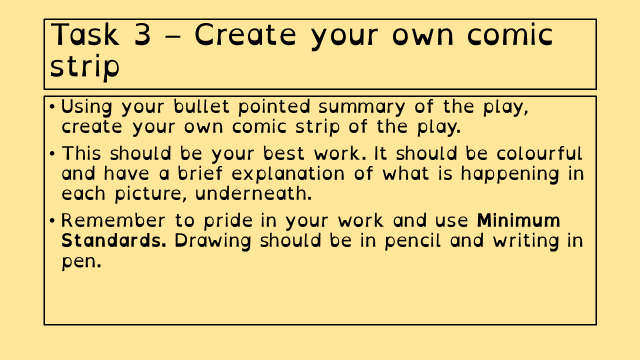 Task 3 – Create your own comic
strip
• Using your bullet pointed summary of the play,
create your own comic strip of the play.
• This should be your best work. It should be colourful
and have a brief explanation of what is happening in
each picture, underneath.
• Remember to pride in your work and use Minimum
Standards. Drawing should be in pencil and writing in
pen.